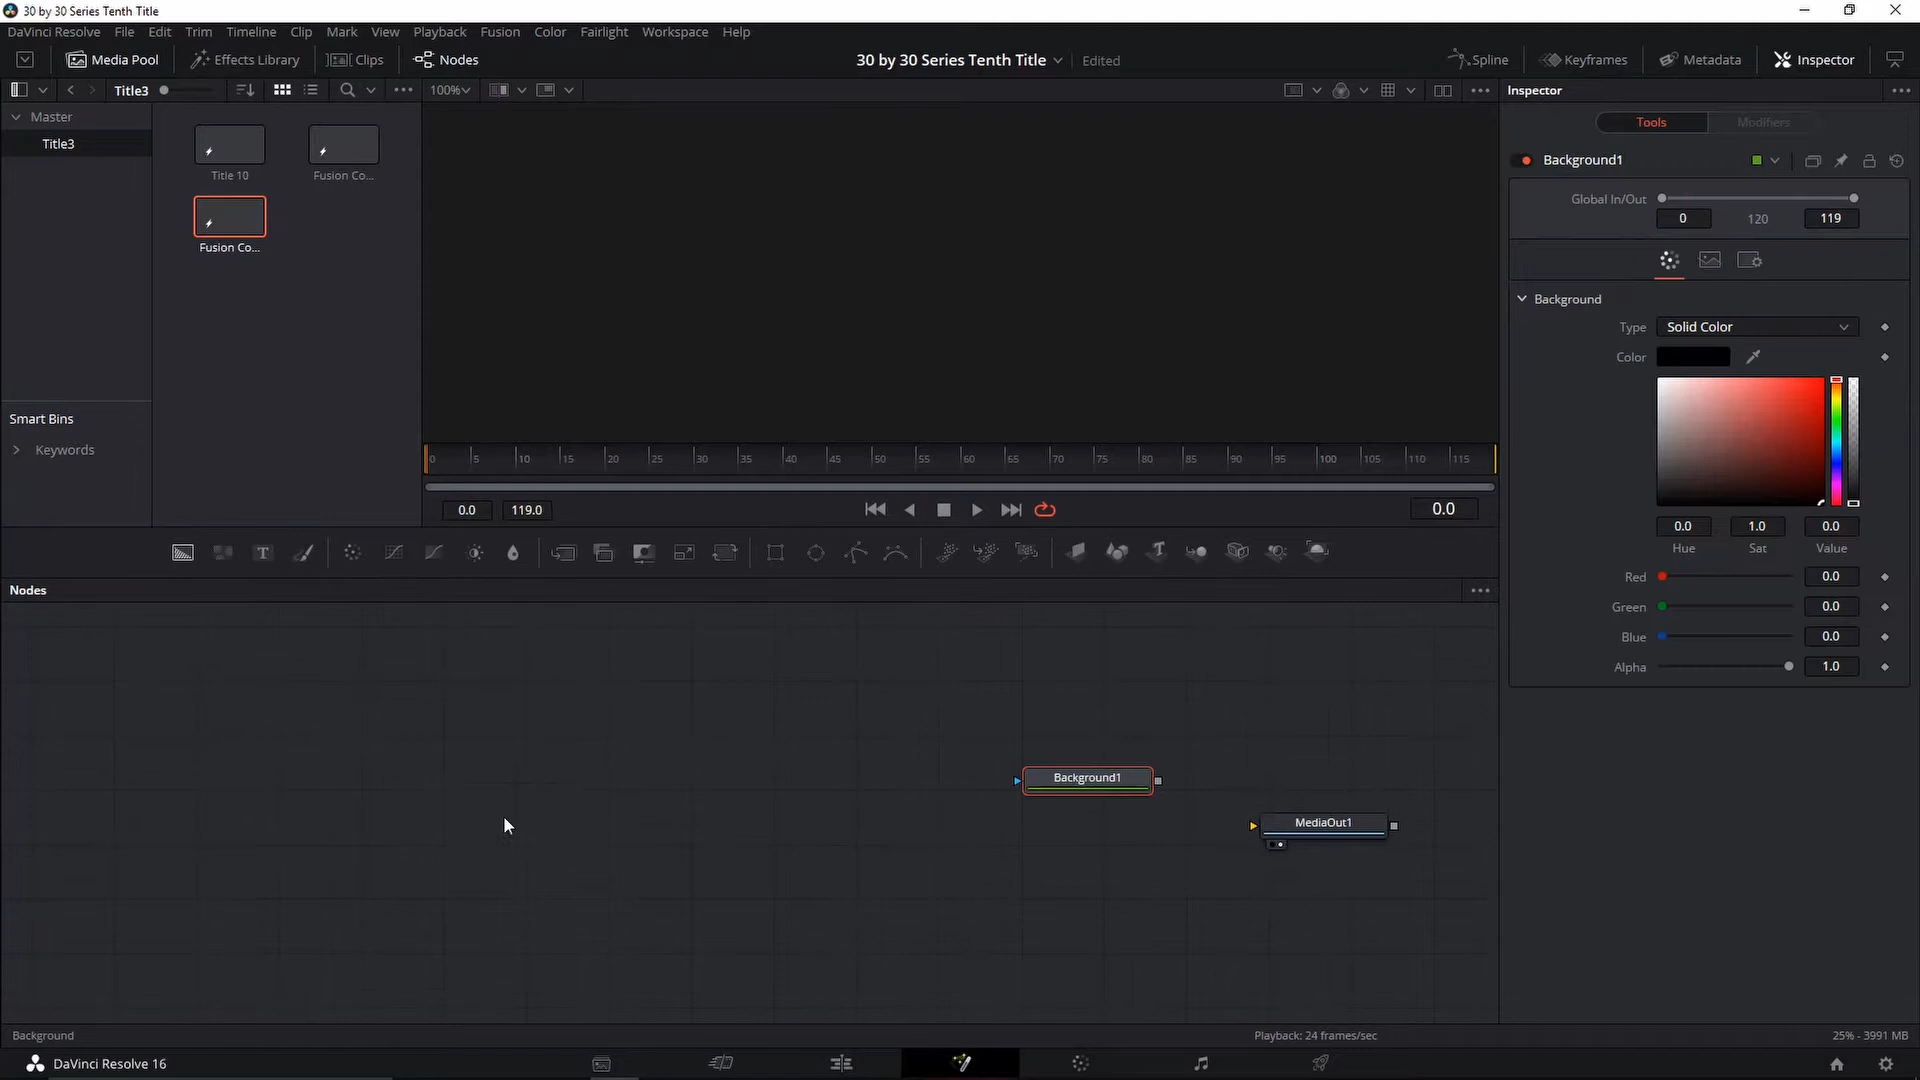 30 by 30 Series Tenth Title
DaVinci Resolve File Edit Trim Timeline Clip Mark View Playback Fusion Color Fairlight Workspace Help
Media Pool Effects Library Clips Nodes 30 by 30 Series Tenth Title Edited Spline Keyframes Metadata Inspector
Title3 100% Inspector
Master
Title3
Title 10 Fusion Co...
Fusion Co...
Smart Bins
Keywords
Tools Modifiers
Background1
Global In/Out
0 120 119
Background
Type Solid Color
Color
0.0 1.0 0.0
Hue Sat Value
Red 0.0
Green 0.0
Blue 0.0
Alpha 1.0
0 5 10 15 20 25 30 35 40 45 50 55 60 65 70 75 80 85 90 95 100 105 110 115
0.0 119.0 0.0
T T
Nodes
Background1
MediaOut1
Background Playback: 24 frames/sec 25% - 3991 MB
DaVinci Resolve 16